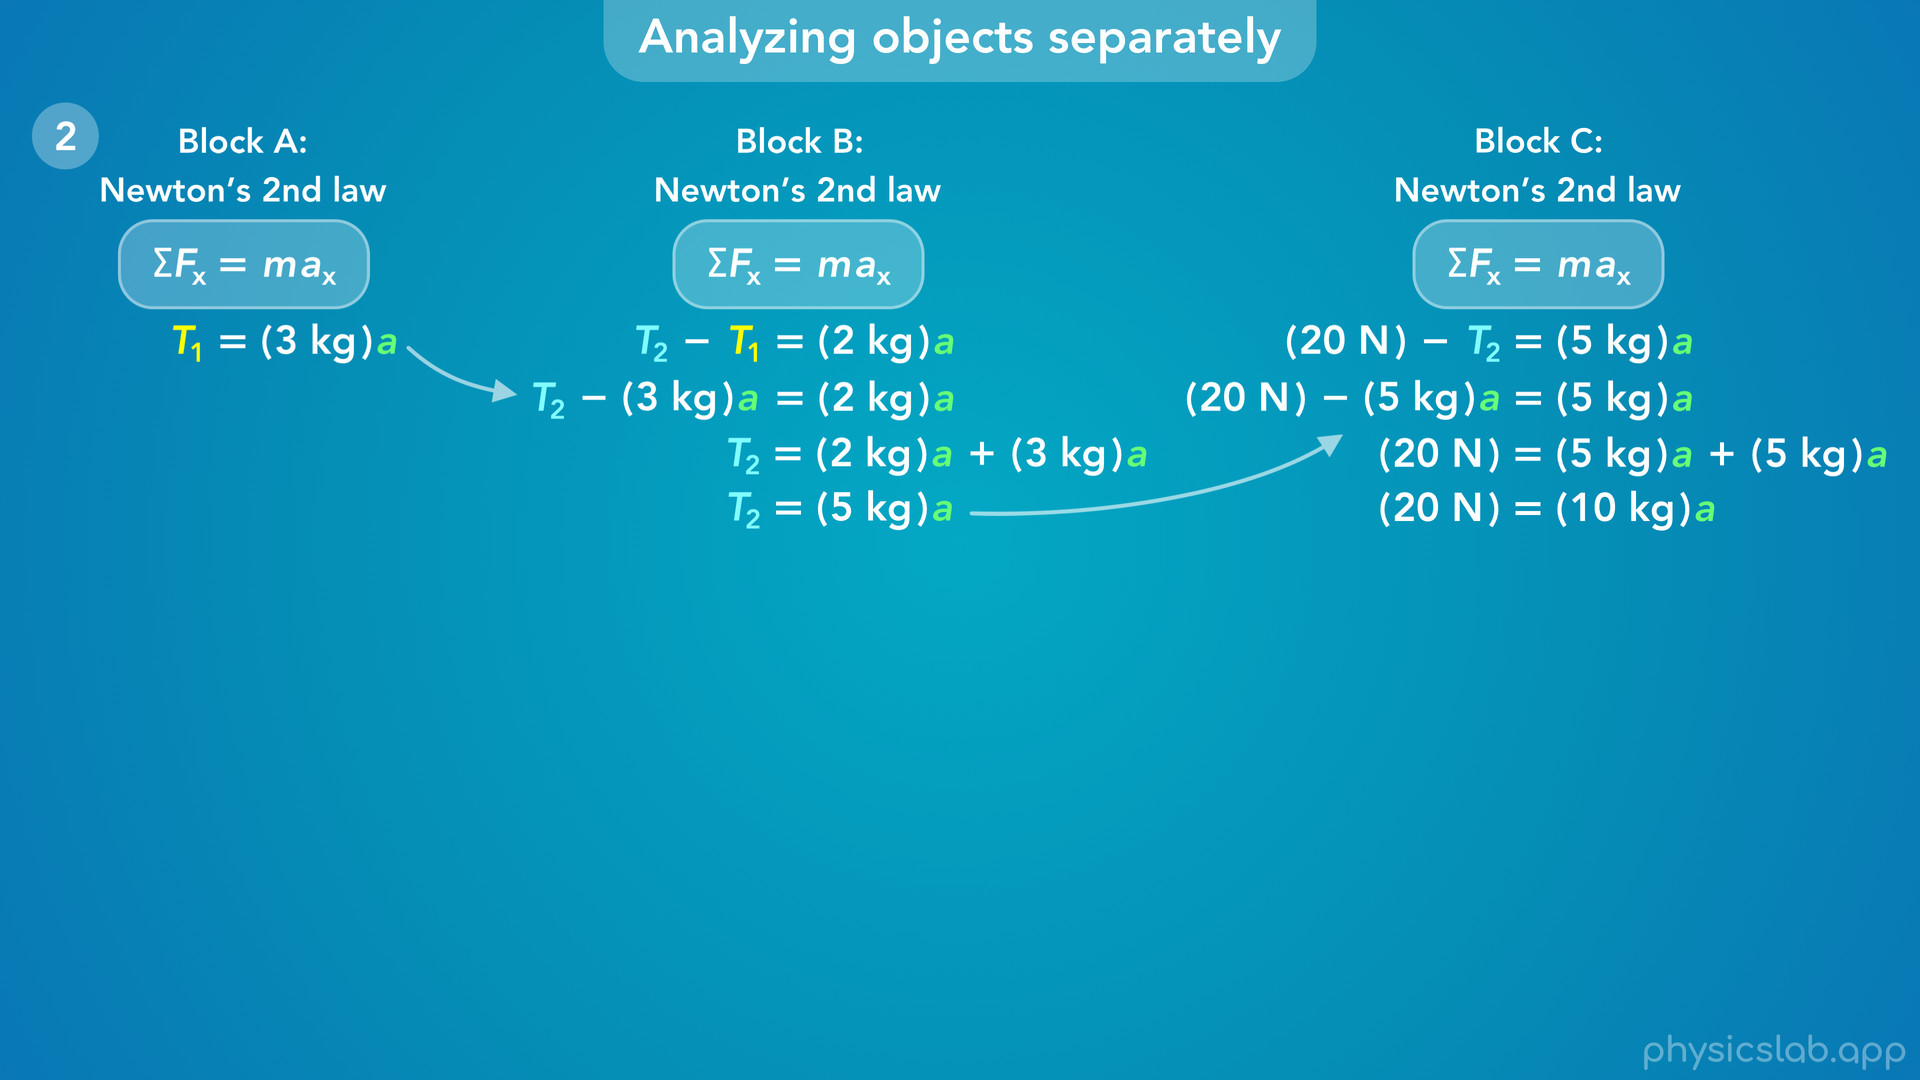 Analyzing objects separately
2
Block A:
Newton’s 2nd law
ΣFₓ = maₓ
T₁ = (3 kg)a
Block B:
Newton’s 2nd law
ΣFₓ = maₓ
T₂ − T₁ = (2 kg)a
T₂ − (3 kg)a = (2 kg)a
T₂ = (2 kg)a + (3 kg)a
T₂ = (5 kg)a
Block C:
Newton’s 2nd law
ΣFₓ = maₓ
(20 N) − T₂ = (5 kg)a
(20 N) − (5 kg)a = (5 kg)a
(20 N) = (5 kg)a + (5 kg)a
(20 N) = (10 kg)a
physicslab.app